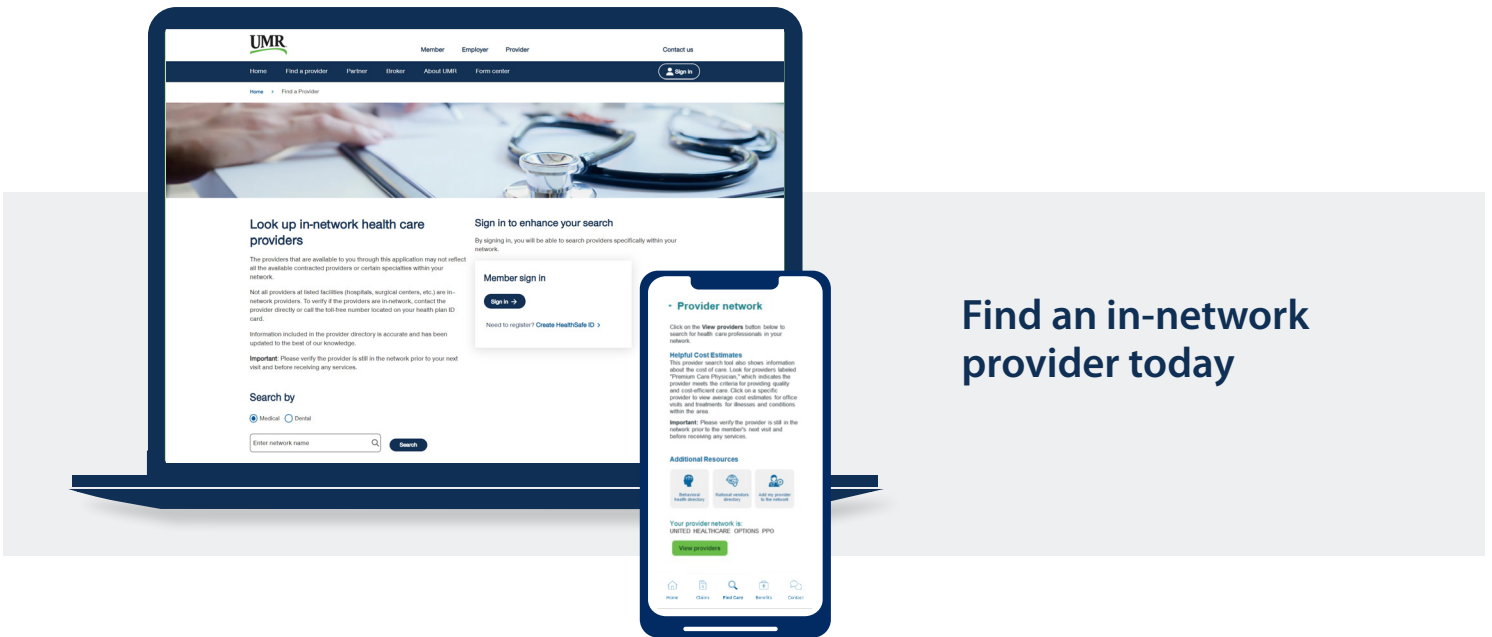 UMR
Member Employer Provider Contact us
Home Find a provider Partner Broker About UMR Form center Sign in
Home > Find a Provider
Look up in-network health care
providers
The providers that are available to you through this application may not reflect
all the available contracted providers or certain specialties within your
network.
Not all providers at listed facilities (hospitals, surgical centers, etc.) are in-
network providers. To verify if the providers are in-network, contact the
provider directly or call the toll-free number located on your health plan ID
card.
Information included in the provider directory is accurate and has been
updated to the best of our knowledge.
Important: Please verify the provider is still in the network prior to your next
visit and before receiving any services.
Search by
Medical Dental
Enter network name Search
Sign in to enhance your search
By signing in, you will be able to search providers specifically within your
network.
Member sign in
Sign in →
Need to register? Create HealthSafe ID >
Provider network
Click on the View providers button below to
search for health care professionals in your
network.
Helpful Cost Estimates
This provider search tool also shows information
about the cost of care. Look for providers labeled
"Premium Care Physician," which indicates the
provider meets the criteria for providing quality
and cost-efficient care. Click on a specific
provider to view average cost estimates for office
visits and treatments for illnesses and conditions
within the area.
Important: Please verify the provider is still in the
network prior to the member's next visit and
before receiving any services.
Additional Resources
Behavioral
health directory
National vendors
directory
Add my provider
to the network
Your provider network is:
UNITED HEALTHCARE OPTIONS PPO
View providers
Home Claims Find Care Benefits Contact
Find an in-network
provider today